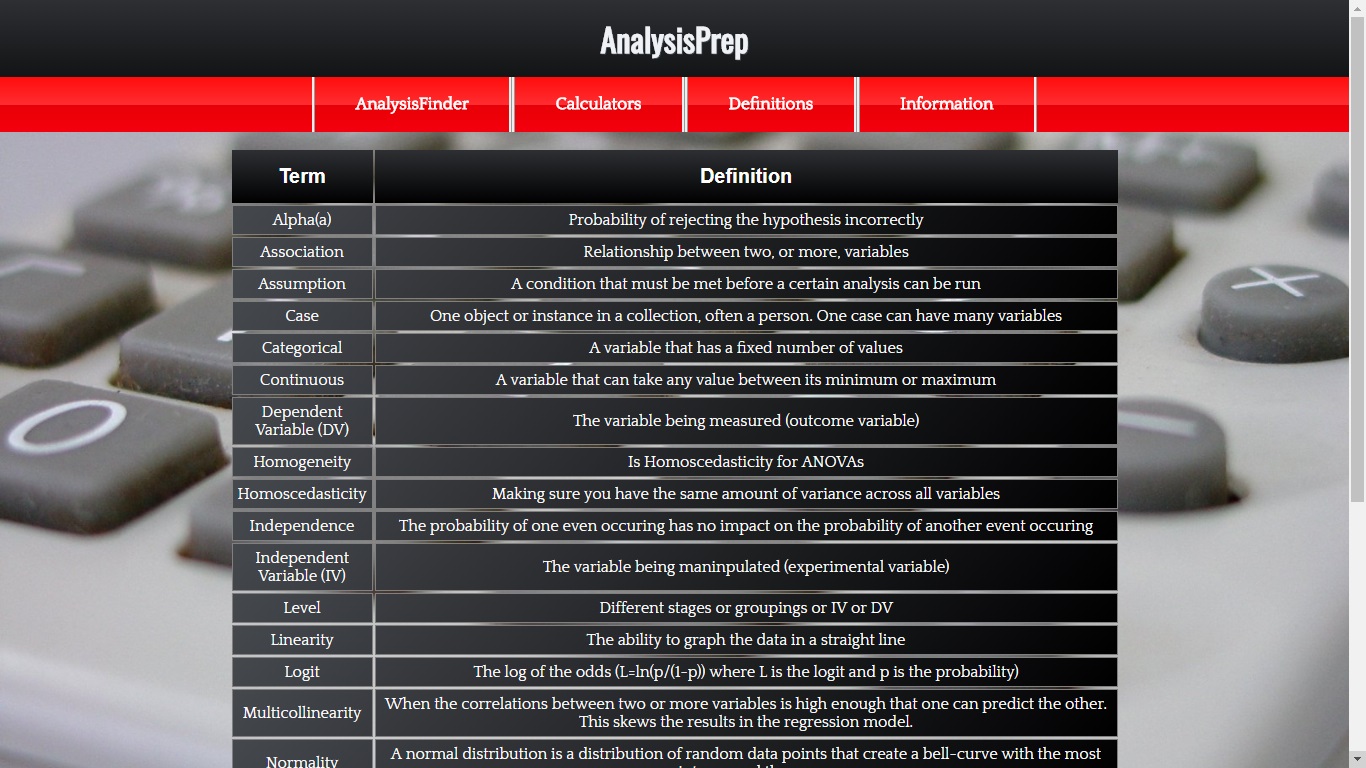 AnalysisPrep
AnalysisFinder Calculators Definitions Information
Term Definition
Alpha(a) Probability of rejecting the hypothesis incorrectly
Association Relationship between two, or more, variables
Assumption A condition that must be met before a certain analysis can be run
Case One object or instance in a collection, often a person. One case can have many variables
Categorical A variable that has a fixed number of values
Continuous A variable that can take any value between its minimum or maximum
Dependent
Variable (DV) The variable being measured (outcome variable)
Homogeneity Is Homoscedasticity for ANOVAs
Homoscedasticity Making sure you have the same amount of variance across all variables
Independence The probability of one even occuring has no impact on the probability of another event occuring
Independent
Variable (IV) The variable being maninpulated (experimental variable)
Level Different stages or groupings or IV or DV
Linearity The ability to graph the data in a straight line
Logit The log of the odds (L=ln(p/(1-p)) where L is the logit and p is the probability)
Multicollinearity When the correlations between two or more variables is high enough that one can predict the other.
This skews the results in the regression model.
Normality A normal distribution is a distribution of random data points that create a bell-curve with the most
0